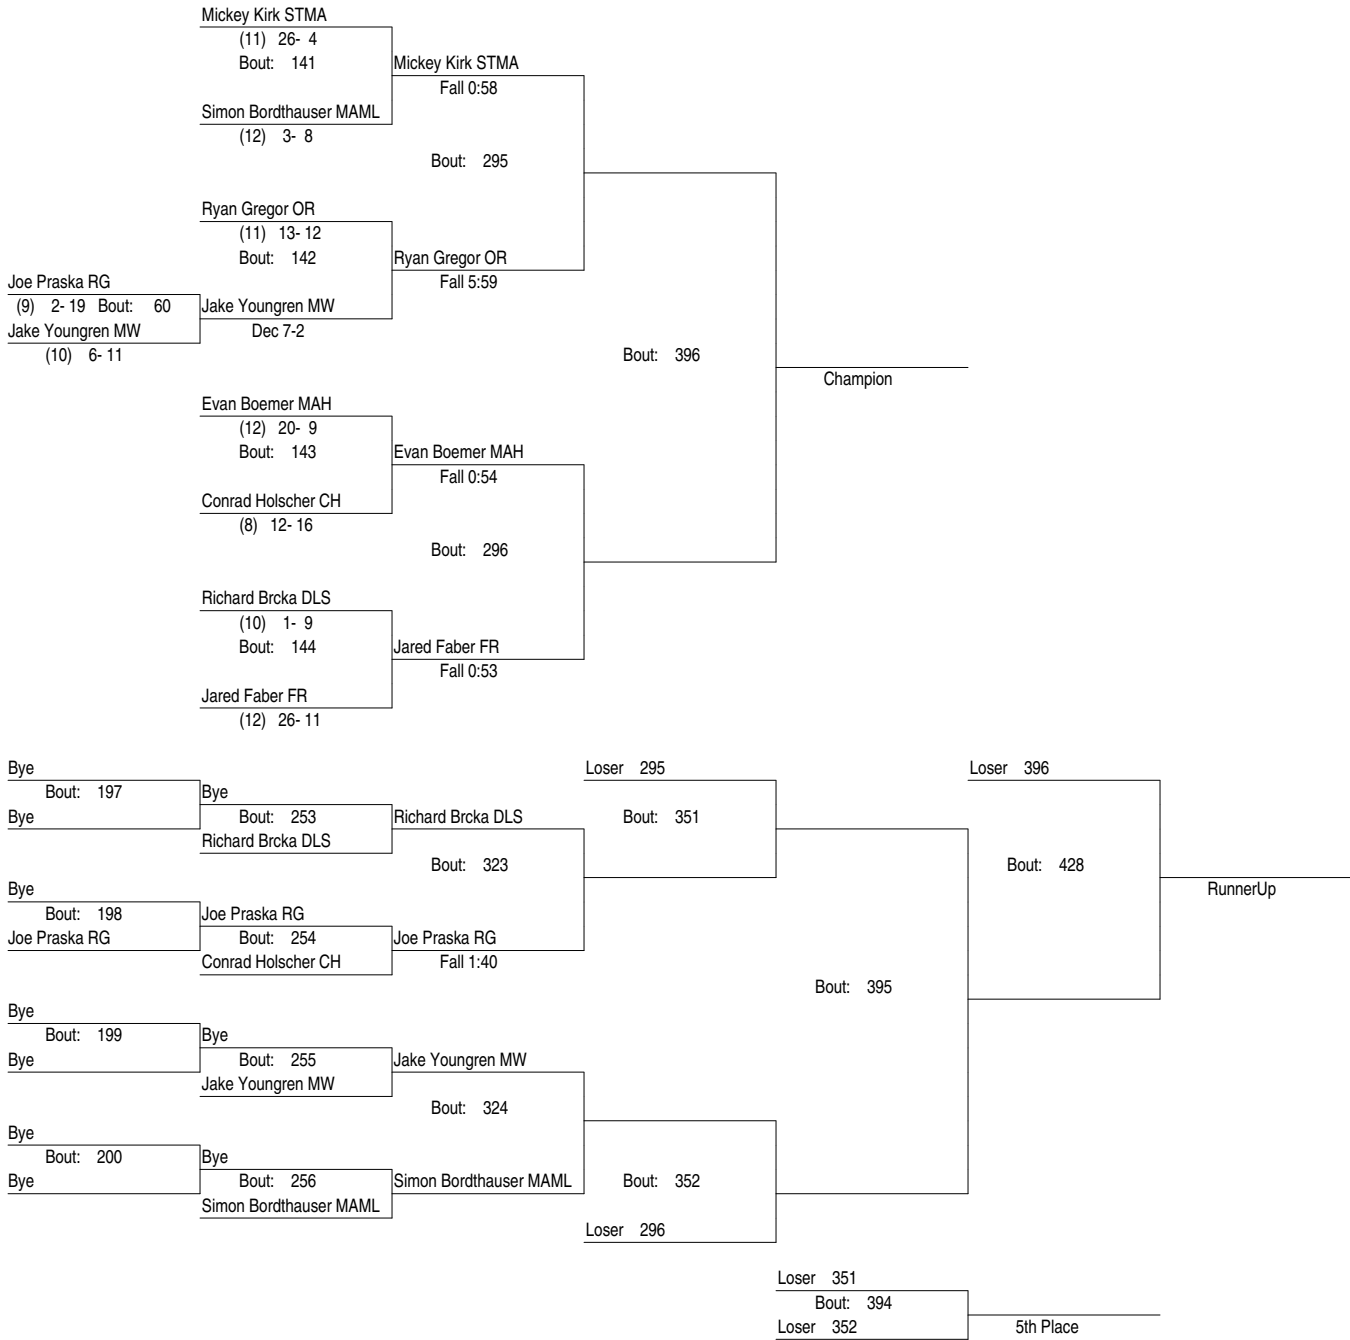 Mickey Kirk STMA
(11) 26- 4
Bout: 141
Mickey Kirk STMA
Fall 0:58
Simon Bordthauser MAML
(12) 3- 8
Bout: 295
Ryan Gregor OR
(11) 13- 12
Bout: 142
Ryan Gregor OR
Fall 5:59
Joe Praska RG
(9) 2- 19 Bout: 60
Jake Youngren MW
Jake Youngren MW
Dec 7-2
(10) 6- 11
Bout: 396
Champion
Evan Boemer MAH
(12) 20- 9
Bout: 143
Evan Boemer MAH
Fall 0:54
Conrad Holscher CH
(8) 12- 16
Bout: 296
Richard Brcka DLS
(10) 1- 9
Bout: 144
Jared Faber FR
Fall 0:53
Jared Faber FR
(12) 26- 11
Bye
Bout: 197
Bye
Bye
Bout: 253
Richard Brcka DLS
Richard Brcka DLS
Loser 295
Bout: 351
Loser 396
Bout: 323
Bout: 428
RunnerUp
Bye
Bout: 198
Joe Praska RG
Joe Praska RG
Bout: 254
Conrad Holscher CH
Joe Praska RG
Fall 1:40
Bout: 395
Bye
Bout: 199
Bye
Bye
Bout: 255
Jake Youngren MW
Jake Youngren MW
Bout: 324
Bye
Bout: 200
Bye
Bye
Bout: 256
Simon Bordthauser MAML
Simon Bordthauser MAML
Bout: 352
Loser 296
Loser 351
Bout: 394
Loser 352
5th Place